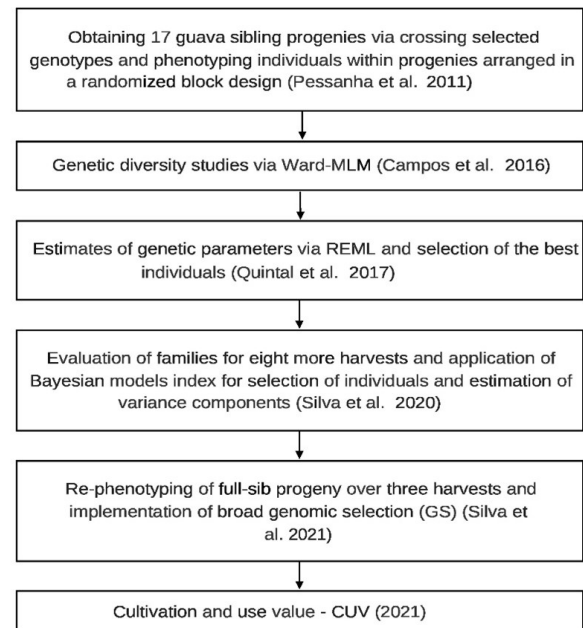 Obtaining 17 guava sibling progenies via crossing selected
genotypes and phenotyping individuals within progenies arranged in
a randomized block design (Pessanha et al. 2011)
Genetic diversity studies via Ward-MLM (Campos et al. 2016)
Estimates of genetic parameters via REML and selection of the best
individuals (Quintal et al. 2017)
Evaluation of families for eight more harvests and application of
Bayesian models index for selection of individuals and estimation of
variance components (Silva et al. 2020)
Re-phenotyping of full-sib progeny over three harvests and
implementation of broad genomic selection (GS) (Silva et
al. 2021)
Cultivation and use value - CUV (2021)